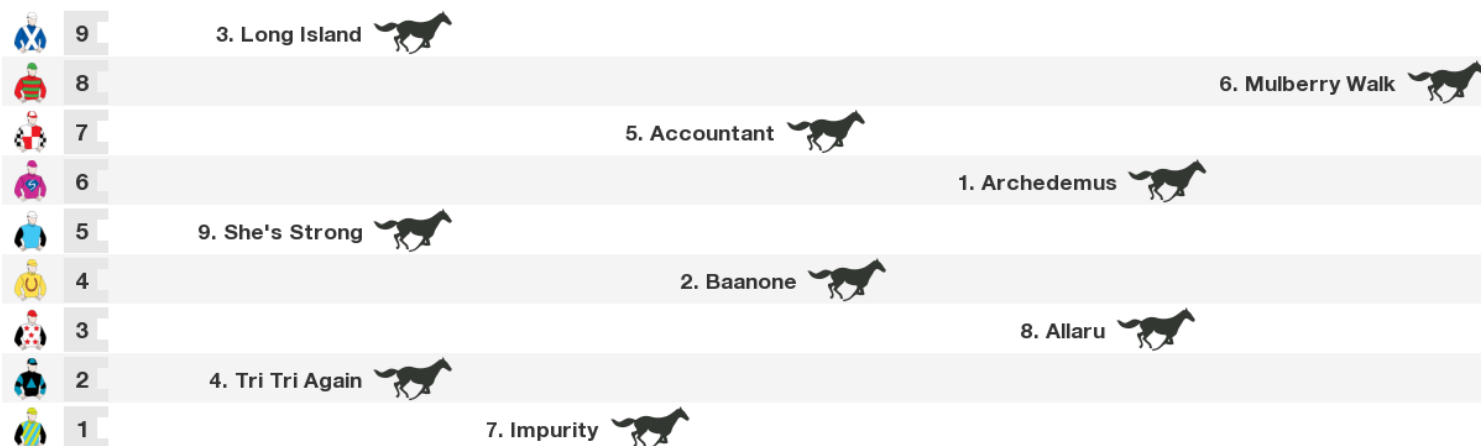 9 3. Long Island
8 6. Mulberry Walk
7 5. Accountant
6 1. Archedemus
5 9. She's Strong
4 2. Baanone
3 8. Allaru
2 4. Tri Tri Again
1 7. Impurity